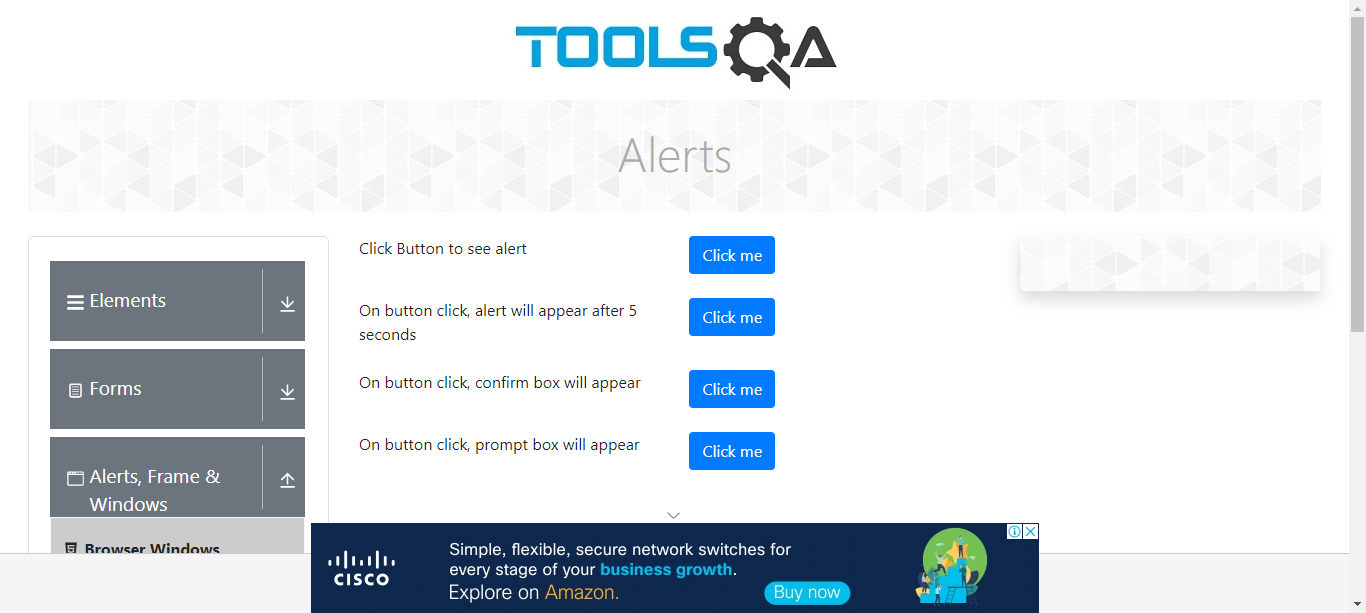 TOOLSQA
Alerts
Elements
Forms
Alerts, Frame &
Windows
Browser Windows
Click Button to see alert
Click me
On button click, alert will appear after 5
seconds
Click me
On button click, confirm box will appear
Click me
On button click, prompt box will appear
Click me
CISCO
Simple, flexible, secure network switches for
every stage of your business growth.
Explore on Amazon.
Buy now